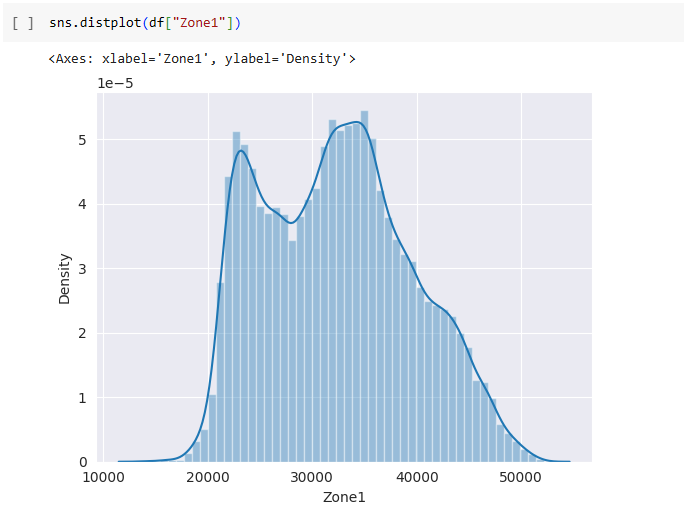 [ ] sns.distplot(df["Zone1"])
<Axes: xlabel='Zone1', ylabel='Density'>
1e−5
5
4
3
2
1
0
Density
10000 20000 30000 40000 50000
Zone1